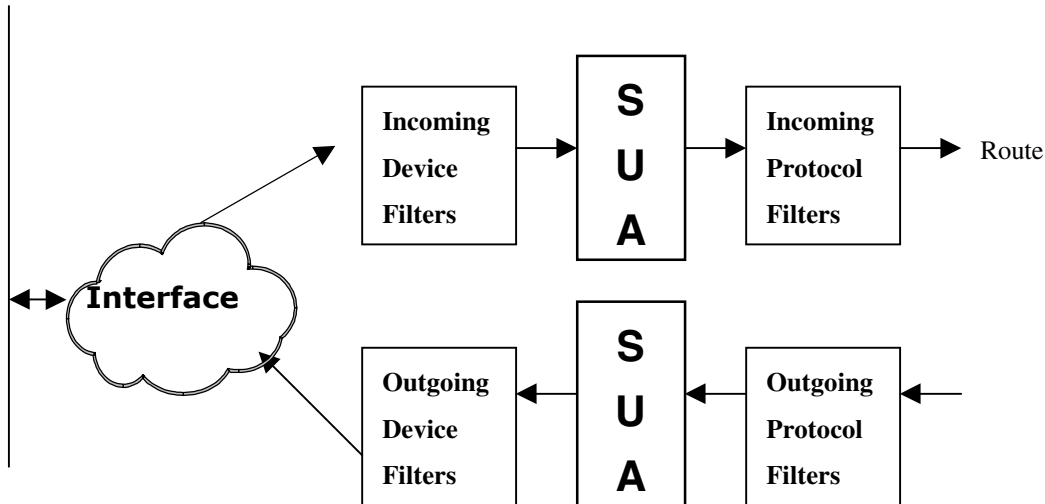 Incoming
Device
Filters
S
U
A
Incoming
Protocol
Filters
Route
Interface
Outgoing
Device
Filters
S
U
A
Outgoing
Protocol
Filters